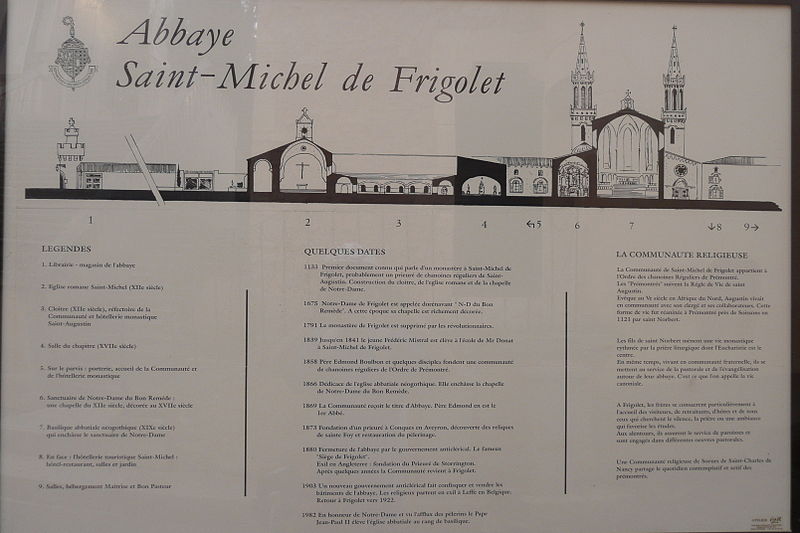 Abbaye
Saint-Michel de Frigolet
1
2
3
4
5
6
7
8
9
LEGENDES
1. Librairie - magasin de l'abbaye
2. Eglise romane Saint-Michel (XIIe siècle)
3. Cloître (XIIe siècle), réfectoire de la
Communauté et hôtellerie monastique
Saint-Augustin
4. Salle du chapitre (XVIIe siècle)
5. Sur le parvis : porterie, accueil de la Communauté et
de l'hôtellerie monastique
6. Sanctuaire de Notre-Dame du Bon Remède :
une chapelle du XIIe siècle, décorée au XVIIe siècle
7. Basilique abbatiale néogothique (XIXe siècle)
qui enchâsse le sanctuaire de Notre-Dame
8. En face : l'hôtellerie touristique Saint-Michel :
hôtel-restaurant, salles et jardin
9. Salles, hébergement Maîtrise et Bon Pasteur
QUELQUES DATES
1133 Premier document connu qui parle d'un monastère à Saint-Michel de
Frigolet, probablement un prieuré de chanoines réguliers de Saint-
Augustin. Construction du cloître, de l'église romane et de la chapelle
de Notre-Dame.
1675 Notre-Dame de Frigolet est appelée dorénavant "N-D du Bon
Remède". A cette époque sa chapelle est richement décorée.
1791 La monastère de Frigolet est supprimé par les révolutionnaires.
1839 Jusqu'en 1841 le jeune Frédéric Mistral est élève à l'école de Mr Donat
à Saint-Michel de Frigolet.
1858 Père Edmond Boulbon et quelques disciples fondent une communauté
de chanoines réguliers de l'Ordre de Prémontré.
1866 Dédicace de l'église abbatiale néogothique. Elle enchâsse la chapelle
de Notre-Dame du Bon Remède.
1869 La Communauté reçoit le titre d'Abbaye. Père Edmond en est le
1er Abbé.
1873 Fondation d'un prieuré à Conques en Aveyron, découverte des reliques
de sainte Foy et restauration du pèlerinage.
1880 Fermeture de l'abbaye par le gouvernement anticlérical. Le fameux
"Siège de Frigolet".
Exil en Angleterre : fondation du Prieuré de Storrington.
Après quelques années la Communauté revient à Frigolet.
1903 Un nouveau gouvernement anticlérical fait confisquer et vendre les
bâtiments de l'abbaye. Les religieux partent en exil à Leffe en Belgique.
Retour à Frigolet vers 1922.
1982 En honneur de Notre-Dame et vu l'afflux des pèlerins le Pape
Jean-Paul II élève l'église abbatiale au rang de basilique.
LA COMMUNAUTE RELIGIEUSE
La Communauté de Saint-Michel de Frigolet appartient à
l'Ordre des chanoines Réguliers de Prémontré.
Les "Prémontrés" suivent la Règle de Vie de saint
Augustin.
Evêque au Ve siècle en Afrique du Nord, Augustin vivait
en communauté avec son clergé et ses collaborateurs. Cette
forme de vie fut réanimée à Prémontré près de Soissons en
1121 par saint Norbert.
Les fils de saint Norbert mènent une vie monastique
rythmée par la prière liturgique dont l'Eucharistie est le
centre.
En même temps, vivant en communauté fraternelle, ils se
mettent au service de la pastorale et de l'évangélisation
autour de leur abbaye. C'est ce que l'on appelle la vie
canoniale.
A Frigolet, les frères se consacrent particulièrement à
l'accueil des visiteurs, de retraitants, d'hôtes et de tous
ceux qui cherchent le silence, la prière ou une ambiance
qui favorise les études.
Aux alentours, ils assurent le service de paroisses et
sont engagés dans différentes oeuvres pastorales.
Une Communauté religieuse de Soeurs de Saint-Charles de
Nancy partage le quotidien contemplatif et actif des
prémontrés.